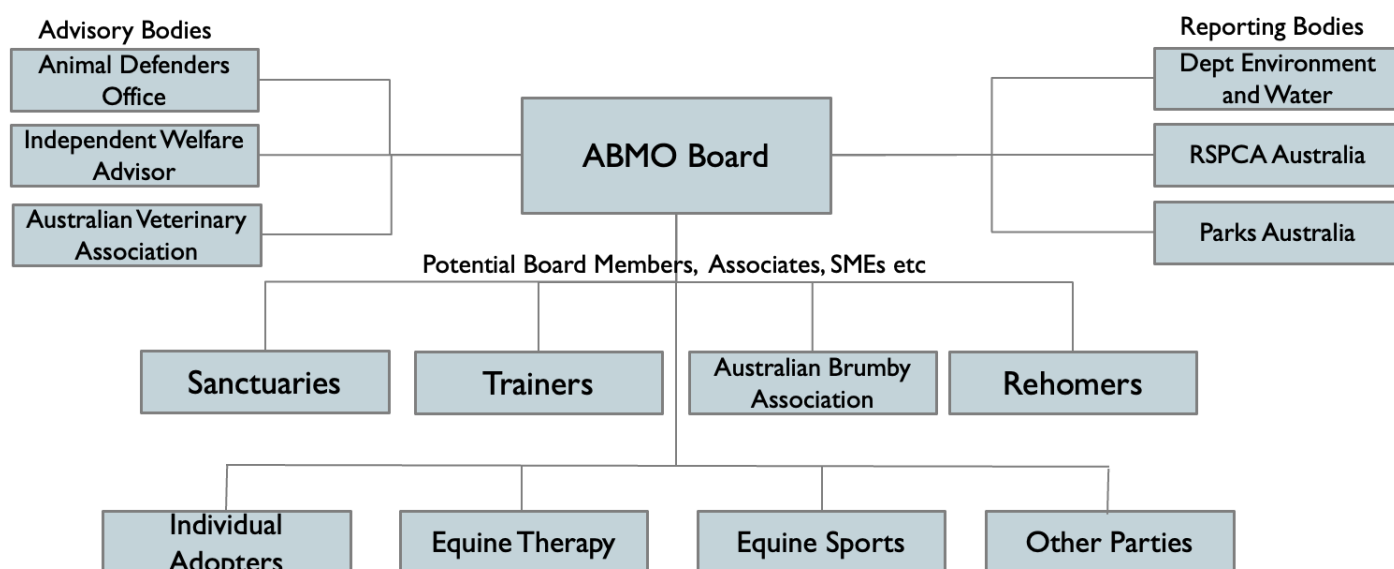 Advisory Bodies
Animal Defenders
Office
Independent Welfare
Advisor
Australian Veterinary
Association
ABMO Board
Reporting Bodies
Dept Environment
and Water
RSPCA Australia
Parks Australia
Potential Board Members, Associates, SMEs etc
Sanctuaries
Trainers
Australian Brumby
Association
Rehomers
Individual
Adopters
Equine Therapy
Equine Sports
Other Parties